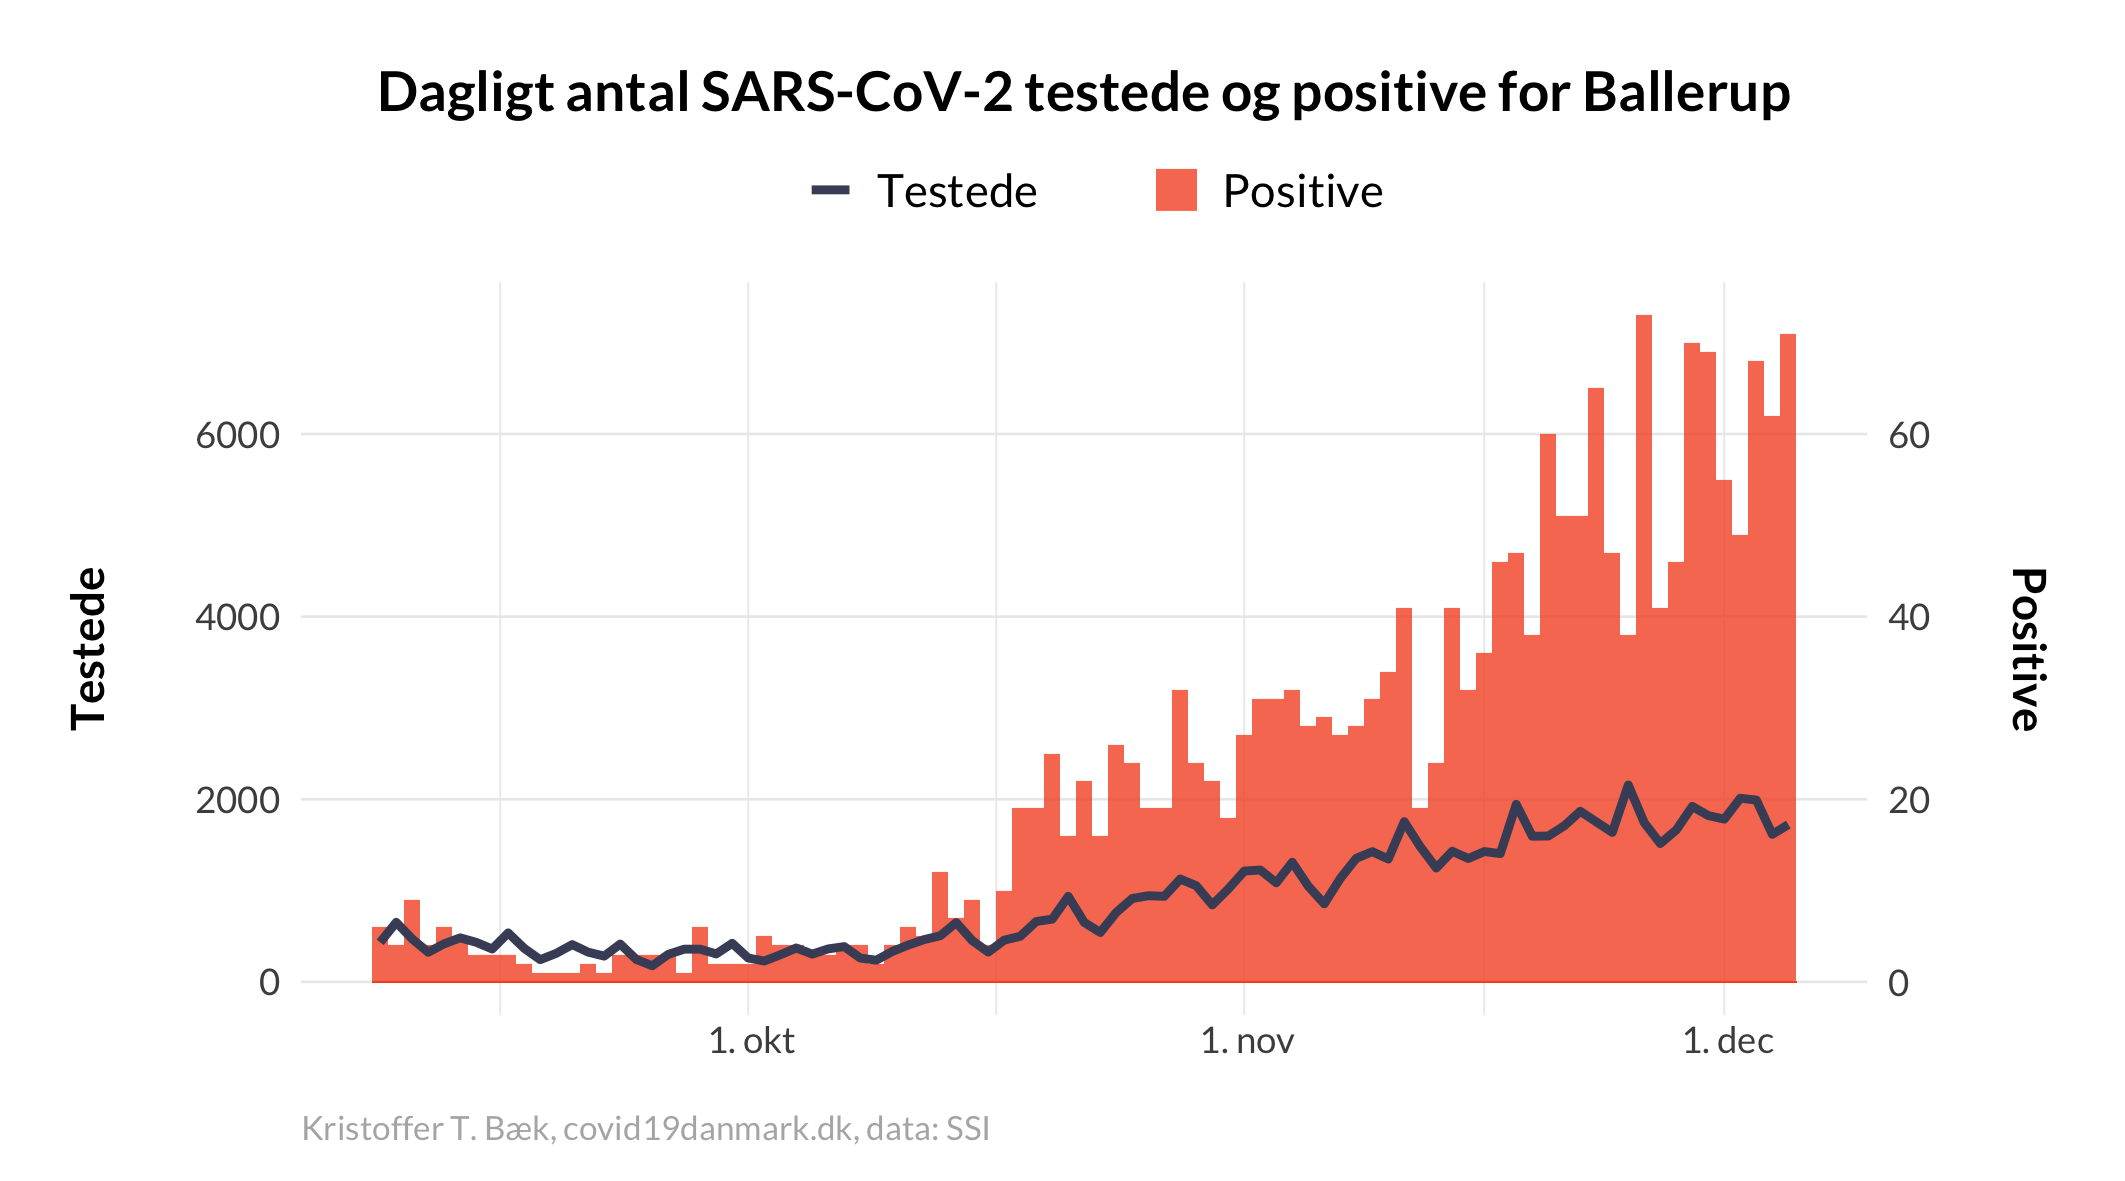 Dagligt antal SARS-CoV-2 testede og positive for Ballerup
Testede
Positive
6000
4000
2000
0
60
40
20
0
Testede
Positive
1. okt
1. nov
1. dec
Kristoffer T. Bæk, covid19danmark.dk, data: SSI